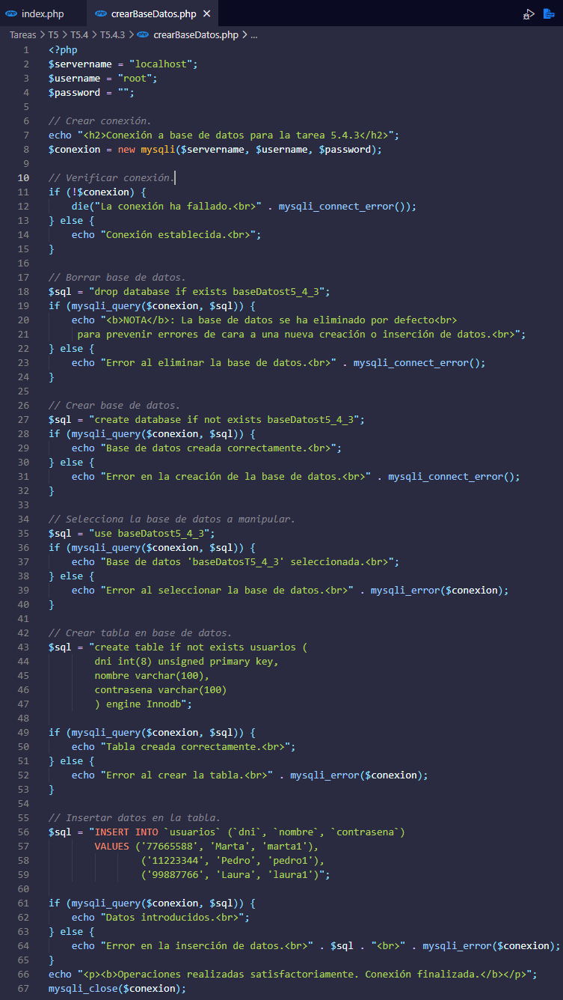 index.php crearBaseDatos.php ×
Tareas > T5 > T5.4 > T5.4.3 > crearBaseDatos.php > ...
1 <?php
2 $servername = "localhost";
3 $username = "root";
4 $password = "";
5
6 // Crear conexión.
7 echo "<h2>Conexión a base de datos para la tarea 5.4.3</h2>";
8 $conexion = new mysqli($servername, $username, $password);
9
10 // Verificar conexión.
11 if (!$conexion) {
12     die("La conexión ha fallado.<br>" . mysqli_connect_error());
13 } else {
14     echo "Conexión establecida.<br>";
15 }
16
17 // Borrar base de datos.
18 $sql = "drop database if exists baseDatost5_4_3";
19 if (mysqli_query($conexion, $sql)) {
20     echo "<b>NOTA</b>: La base de datos se ha eliminado por defecto<br>
21      para prevenir errores de cara a una nueva creación o inserción de datos.<br>";
22 } else {
23     echo "Error al eliminar la base de datos.<br>" . mysqli_connect_error();
24 }
25
26 // Crear base de datos.
27 $sql = "create database if not exists baseDatost5_4_3";
28 if (mysqli_query($conexion, $sql)) {
29     echo "Base de datos creada correctamente.<br>";
30 } else {
31     echo "Error en la creación de la base de datos.<br>" . mysqli_connect_error();
32 }
33
34 // Selecciona la base de datos a manipular.
35 $sql = "use baseDatost5_4_3";
36 if (mysqli_query($conexion, $sql)) {
37     echo "Base de datos 'baseDatosT5_4_3' seleccionada.<br>";
38 } else {
39     echo "Error al seleccionar la base de datos.<br>" . mysqli_error($conexion);
40 }
41
42 // Crear tabla en base de datos.
43 $sql = "create table if not exists usuarios (
44         dni int(8) unsigned primary key,
45         nombre varchar(100),
46         contrasena varchar(100)
47         ) engine Innodb";
48
49 if (mysqli_query($conexion, $sql)) {
50     echo "Tabla creada correctamente.<br>";
51 } else {
52     echo "Error al crear la tabla.<br>" . mysqli_error($conexion);
53 }
54
55 // Insertar datos en la tabla.
56 $sql = "INSERT INTO `usuarios` (`dni`, `nombre`, `contrasena`)
57         VALUES ('77665588', 'Marta', 'marta1'),
58                 ('11223344', 'Pedro', 'pedro1'),
59                 ('99887766', 'Laura', 'laura1')";
60
61 if (mysqli_query($conexion, $sql)) {
62     echo "Datos introducidos.<br>";
63 } else {
64     echo "Error en la inserción de datos.<br>" . $sql . "<br>" . mysqli_error($conexion);
65 }
66 echo "<p><b>Operaciones realizadas satisfactoriamente. Conexión finalizada.</b></p>";
67 mysqli_close($conexion);